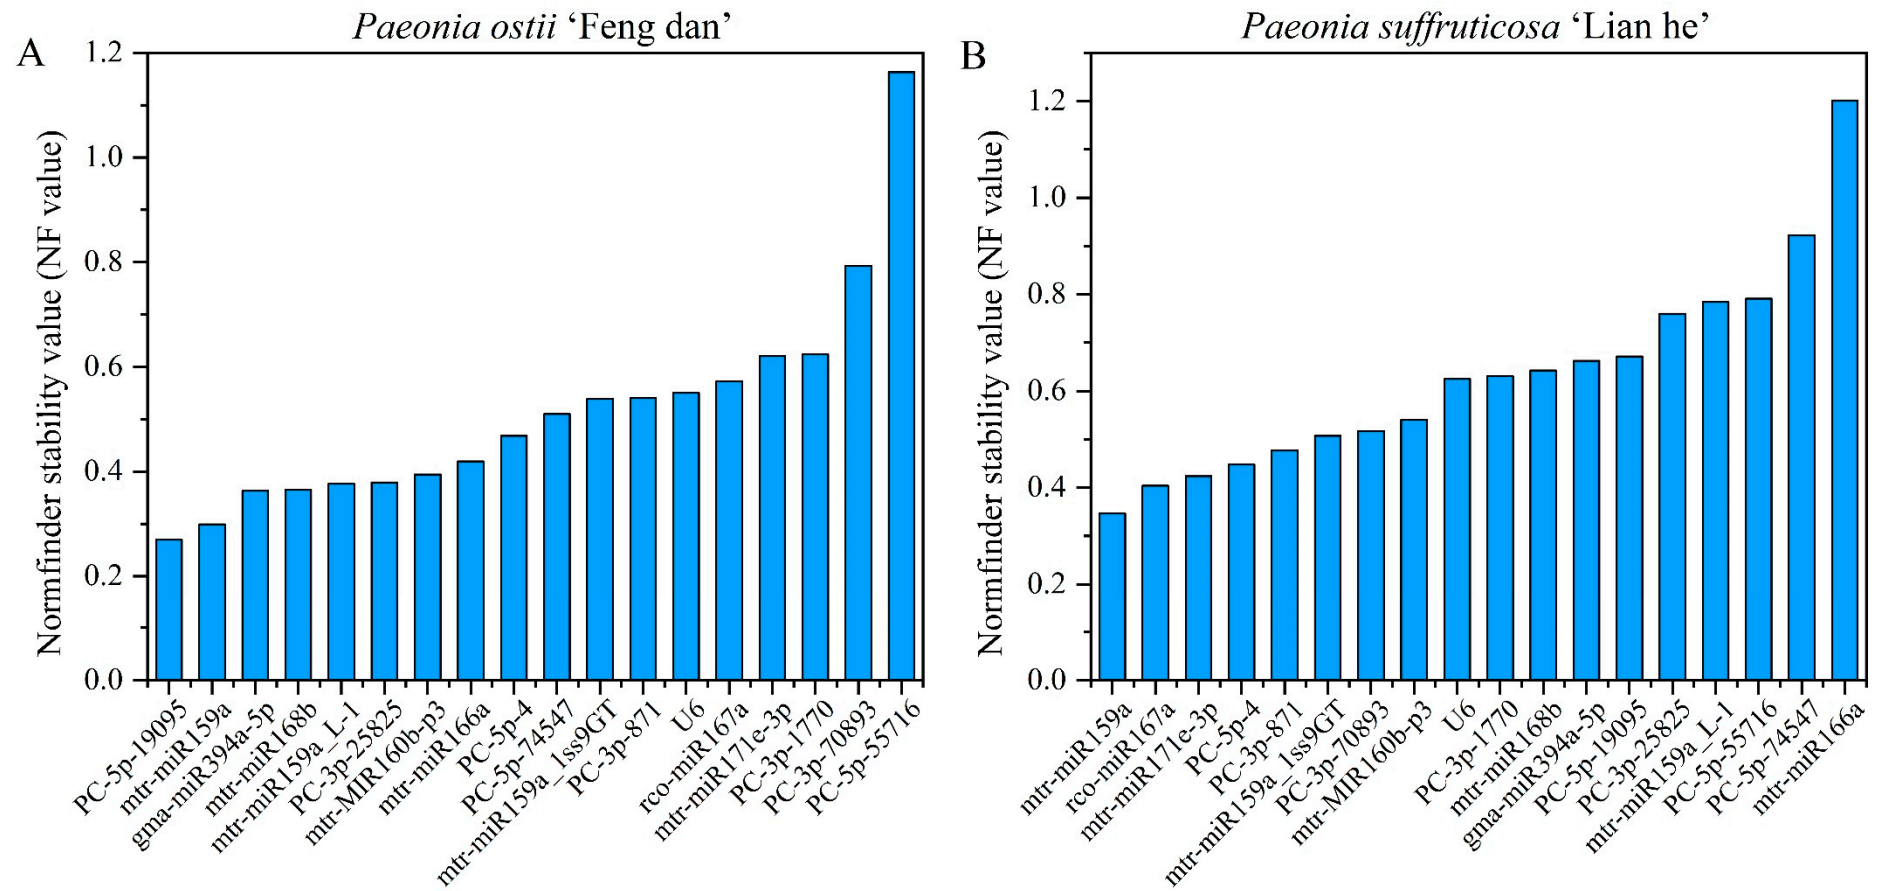 A
Paeonia ostii ‘Feng dan’
Normfinder stability value (NF value)
1.2
1.0
0.8
0.6
0.4
0.2
0.0
PC-5p-19095
mtr-miR159a
gma-miR394a-5p
mtr-miR168b
mtr-miR159a_L-1
PC-3p-25825
mtr-MIR160b-p3
mtr-miR166a
PC-5p-4
PC-5p-74547
mtr-miR159a_1ss9GT
PC-3p-871
U6
rco-miR167a
mtr-miR171e-3p
PC-3p-1770
PC-3p-70893
PC-5p-55716
B
Paeonia suffruticosa ‘Lian he’
Normfinder stability value (NF value)
1.2
1.0
0.8
0.6
0.4
0.2
0.0
mtr-miR159a
rco-miR167a
mtr-miR171e-3p
PC-5p-4
PC-3p-871
mtr-miR159a_1ss9GT
PC-3p-70893
mtr-MIR160b-p3
U6
PC-3p-1770
mtr-miR168b
gma-miR394a-5p
PC-5p-19095
PC-3p-25825
mtr-miR159a_L-1
PC-5p-55716
PC-5p-74547
mtr-miR166a